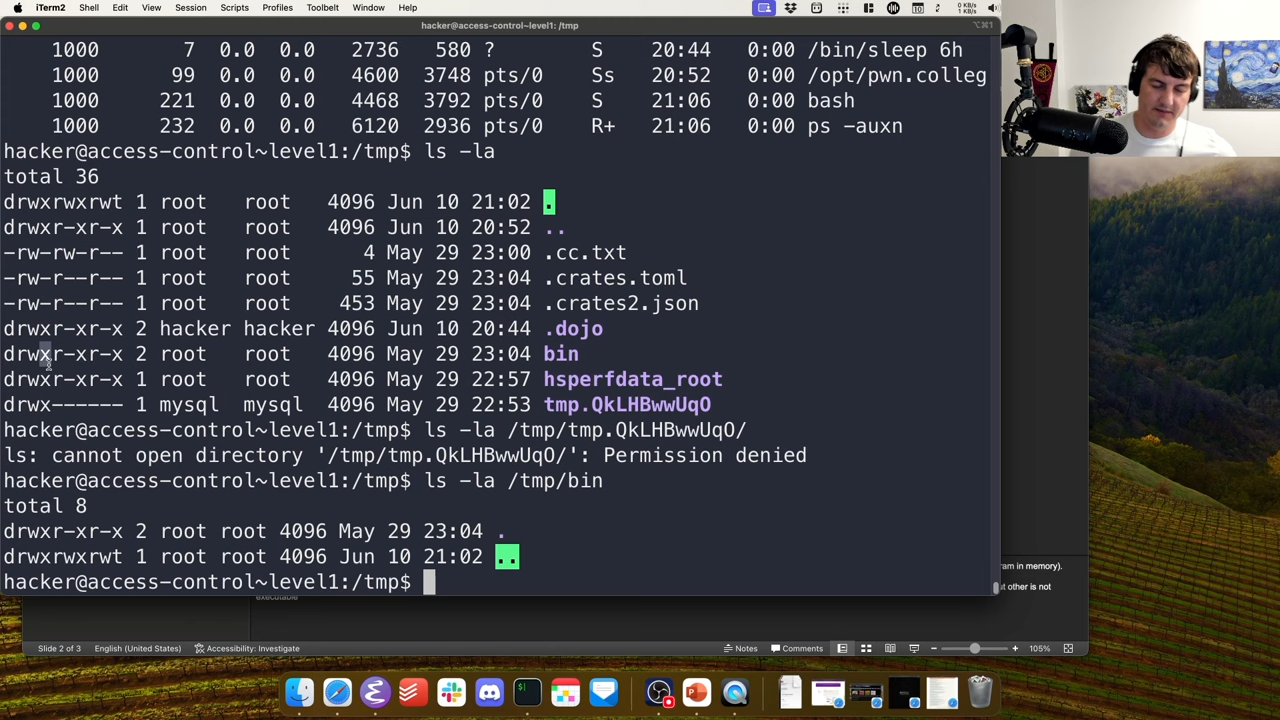 iTerm2 Shell Edit View Session Scripts Profiles Toolbelt Window Help
0 KB/s
1 KB/s
hacker@access-control~level1: /tmp
⌥⌘1
1000 7 0.0 0.0 2736 580 ? S 20:44 0:00 /bin/sleep 6h
1000 99 0.0 0.0 4600 3748 pts/0 Ss 20:52 0:00 /opt/pwn.colleg
1000 221 0.0 0.0 4468 3792 pts/0 S 21:06 0:00 bash
1000 232 0.0 0.0 6120 2936 pts/0 R+ 21:06 0:00 ps -auxn
hacker@access-control~level1:/tmp$ ls -la
total 36
drwxrwxrwt 1 root root 4096 Jun 10 21:02 .
drwxr-xr-x 1 root root 4096 Jun 10 20:52 ..
-rw-rw-r-- 1 root root 4 May 29 23:00 .cc.txt
-rw-r--r-- 1 root root 55 May 29 23:04 .crates.toml
-rw-r--r-- 1 root root 453 May 29 23:04 .crates2.json
drwxr-xr-x 2 hacker hacker 4096 Jun 10 20:44 .dojo
drwxr-xr-x 2 root root 4096 May 29 23:04 bin
drwxr-xr-x 1 root root 4096 May 29 22:57 hsperfdata_root
drwx------ 1 mysql mysql 4096 May 29 22:53 tmp.QkLHBwwUqO
hacker@access-control~level1:/tmp$ ls -la /tmp/tmp.QkLHBwwUqO/
ls: cannot open directory '/tmp/tmp.QkLHBwwUqO/': Permission denied
hacker@access-control~level1:/tmp$ ls -la /tmp/bin
total 8
drwxr-xr-x 2 root root 4096 May 29 23:04 .
drwxrwxrwt 1 root root 4096 Jun 10 21:02 ..
hacker@access-control~level1:/tmp$
ram in memory).
ut other is not
executable
Slide 2 of 3 English (United States) Accessibility: Investigate Notes Comments 105%